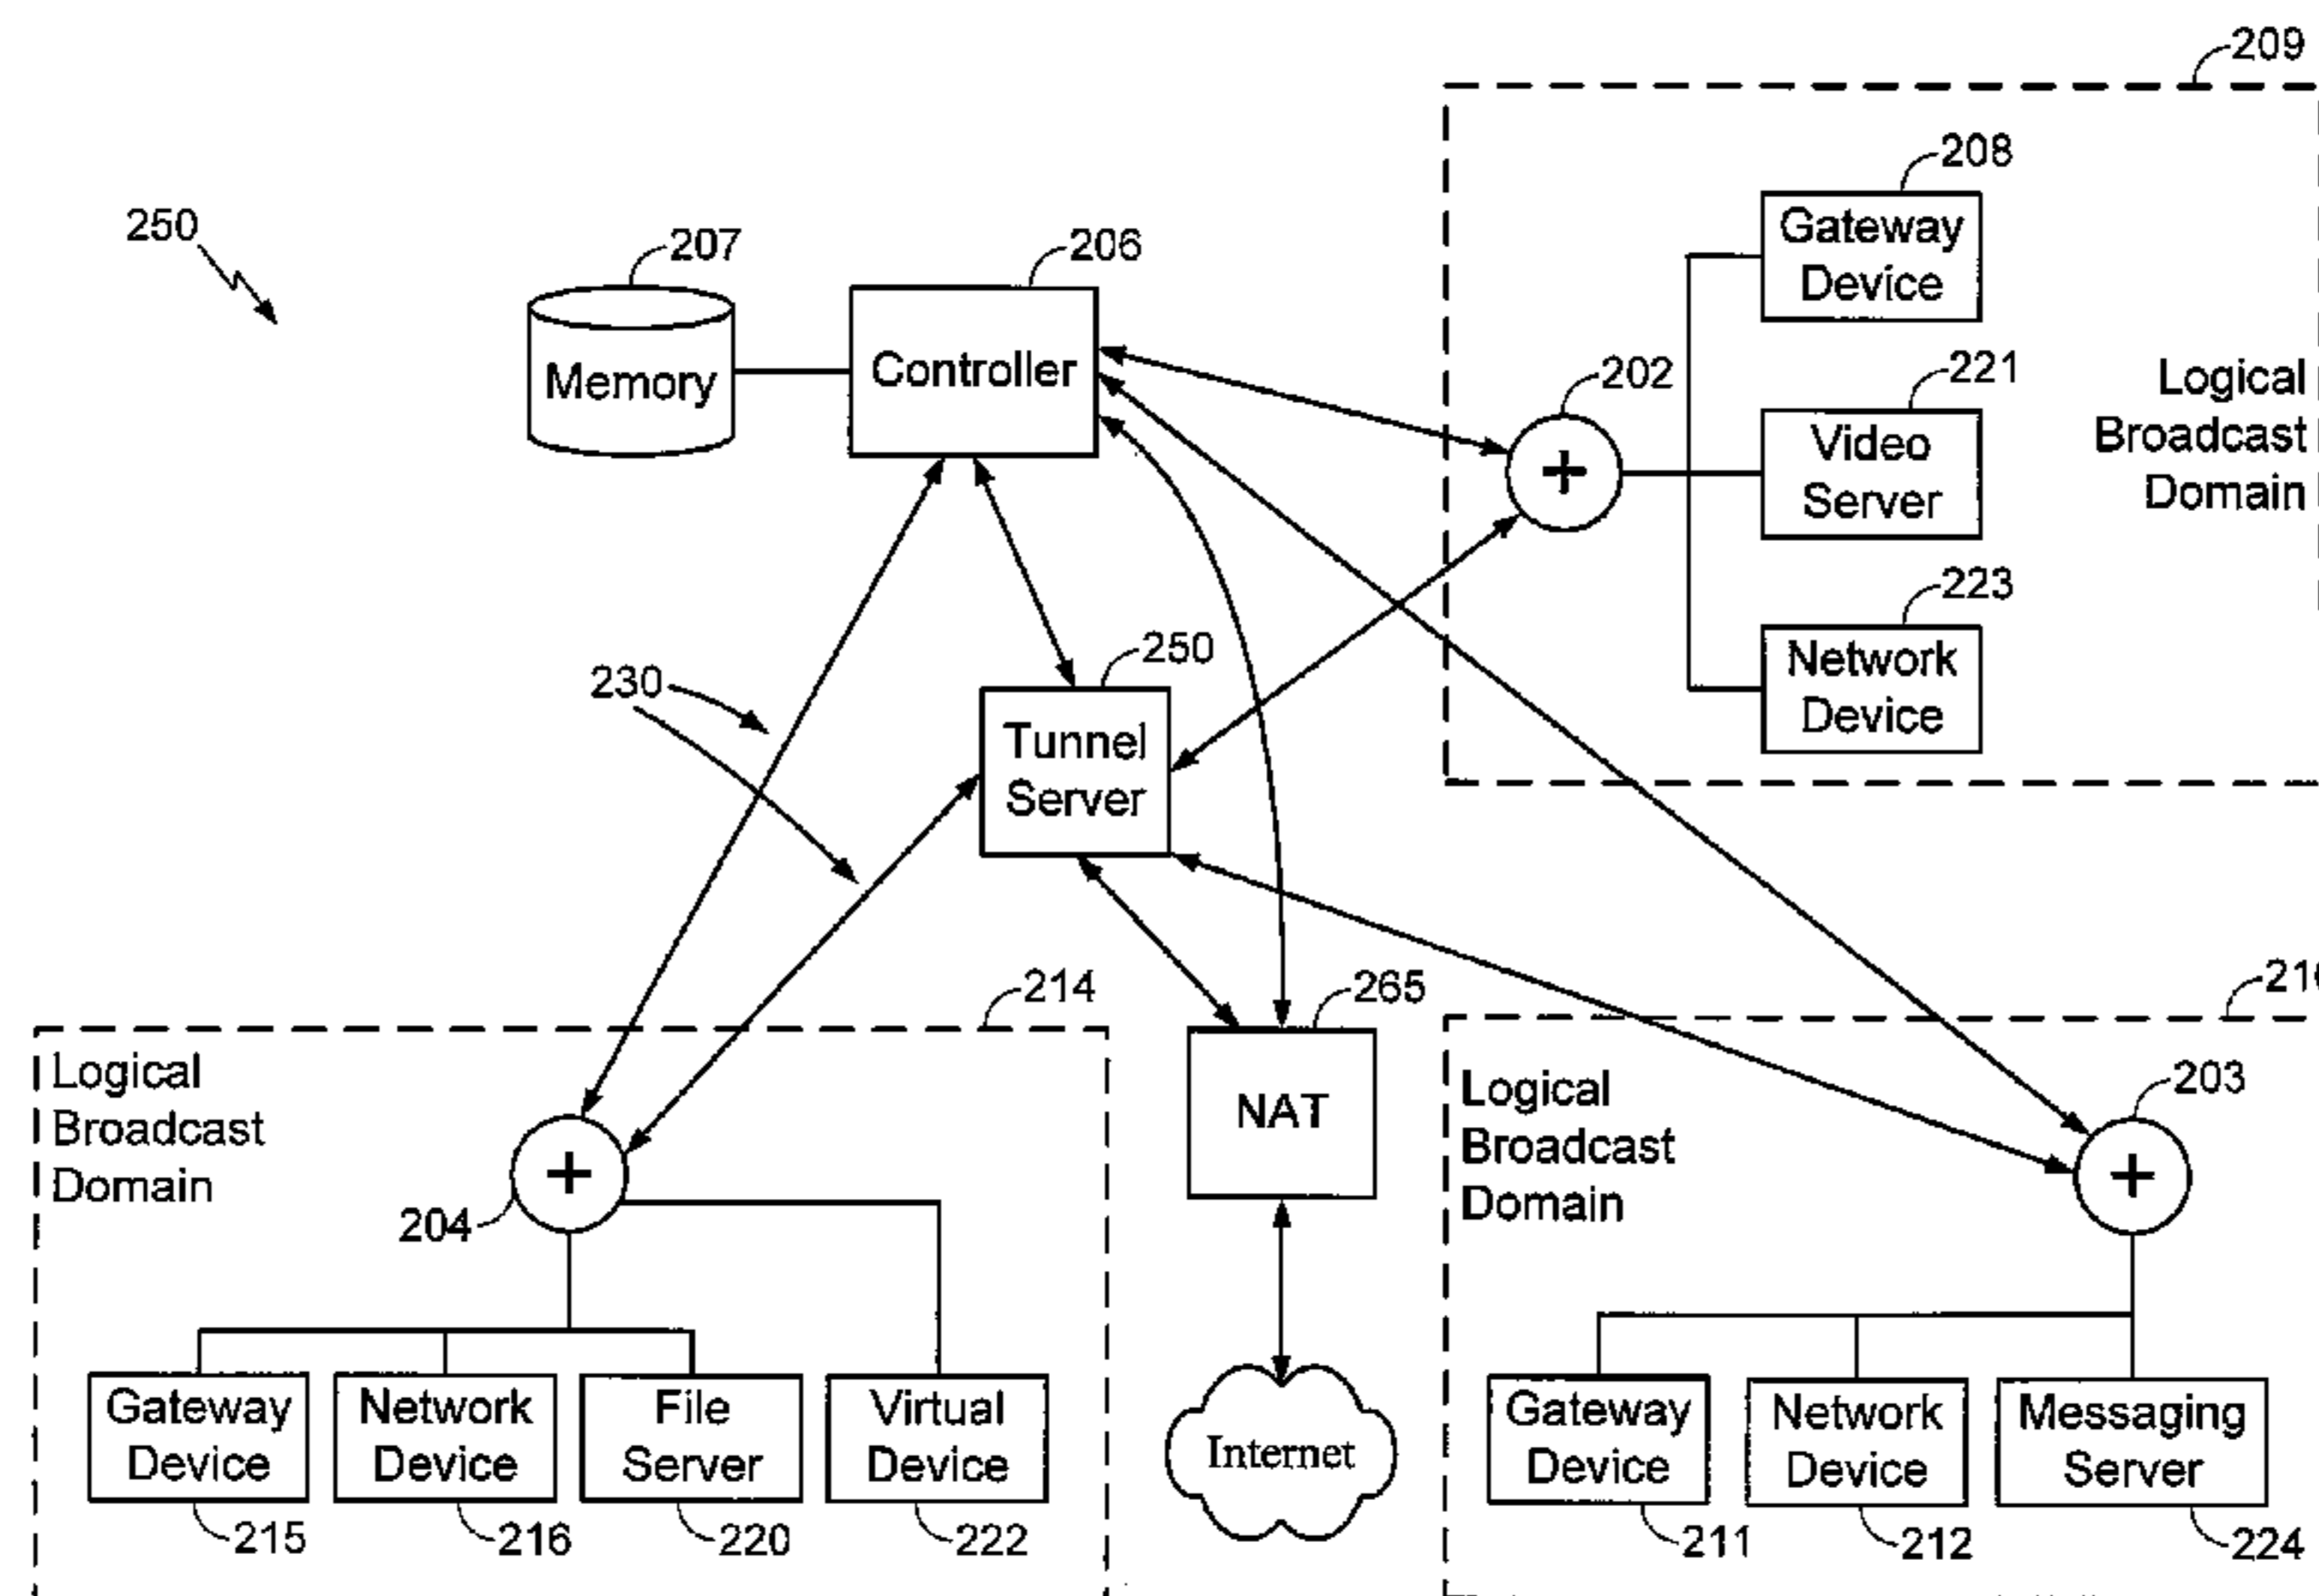 209
208
Gateway
Device
250
207
206
Memory
Controller
202
221
Video
Server
Logical
Broadcast
Domain
223
Network
Device
230
250
Tunnel
Server
214
265
Logical
Broadcast
Domain
NAT
Logical
Broadcast
Domain
203
204
+
+
+
Gateway
Device
Network
Device
File
Server
Virtual
Device
Internet
Gateway
Device
Network
Device
Messaging
Server
215
216
220
222
211
212
224